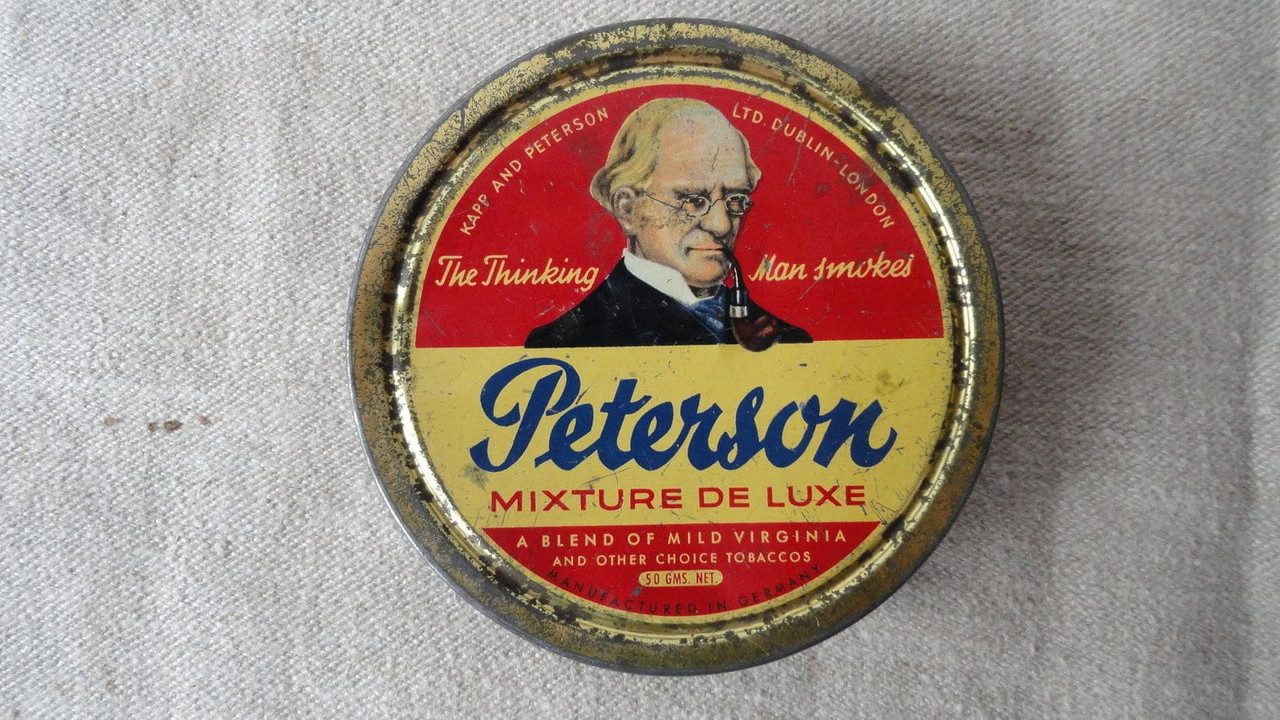 KAPP AND PETERSON LTD. DUBLIN-LONDON
The Thinking Man smokes
Peterson
MIXTURE DE LUXE
A BLEND OF MILD VIRGINIA
AND OTHER CHOICE TOBACCOS
50 GMS. NET.
MANUFACTURED IN GERMANY